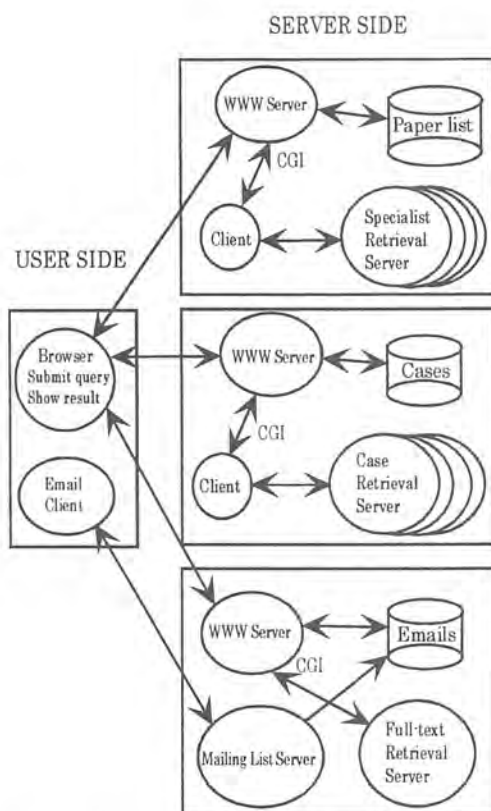 SERVER SIDE
WWW Server
Paper list
CGI
Client
Specialist
Retrieval
Server
USER SIDE
Browser
Submit query
Show result
Email
Client
WWW Server
Cases
CGI
Client
Case
Retrieval
Server
WWW Server
Emails
CGI
Mailing List Server
Full-text
Retrieval
Server